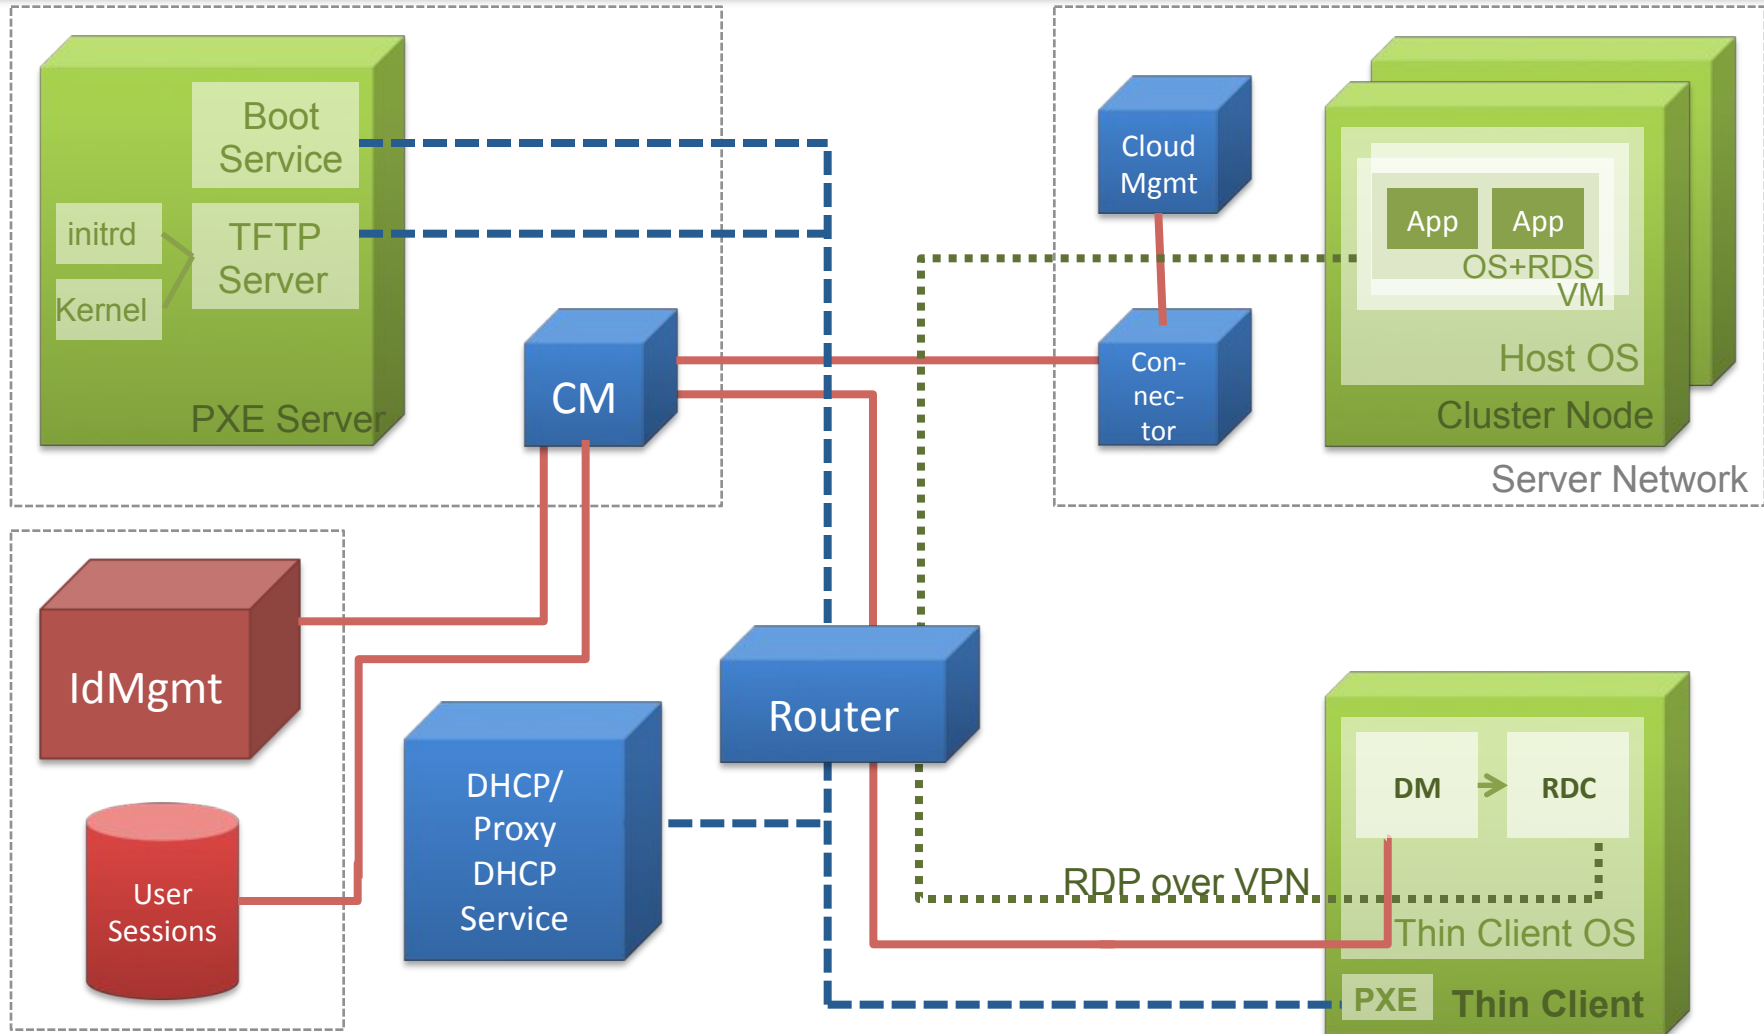 Boot
Service
initrd
TFTP
Server
Kernel
PXE Server
CM
Cloud
Mgmt
Con-
nec-
tor
App
App
OS+RDS
VM
Host OS
Cluster Node
Server Network
IdMgmt
User
Sessions
DHCP/
Proxy
DHCP
Service
Router
RDP over VPN
DM
RDC
Thin Client OS
PXE
Thin Client